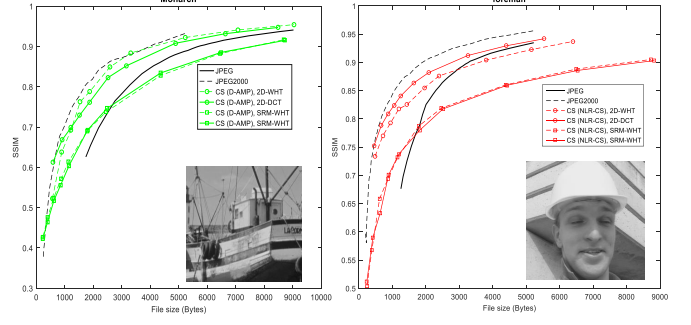 Monarch
1
0.9
0.8
0.7
0.6
0.5
0.4
0.3
SSIM
JPEG
JPEG2000
CS (D-AMP), 2D-WHT
CS (D-AMP), 2D-DCT
CS (D-AMP), SRM-WHT
CS (D-AMP), SRM-WHT
0 1000 2000 3000 4000 5000 6000 7000 8000 9000 10000
File size (Bytes)
foreman
1
0.95
0.9
0.85
0.8
0.75
0.7
0.65
0.6
0.55
0.5
SSIM
JPEG
JPEG2000
CS (NLR-CS), 2D-WHT
CS (NLR-CS), 2D-DCT
CS (NLR-CS), SRM-WHT
CS (NLR-CS), SRM-WHT
0 1000 2000 3000 4000 5000 6000 7000 8000 9000
File size (Bytes)